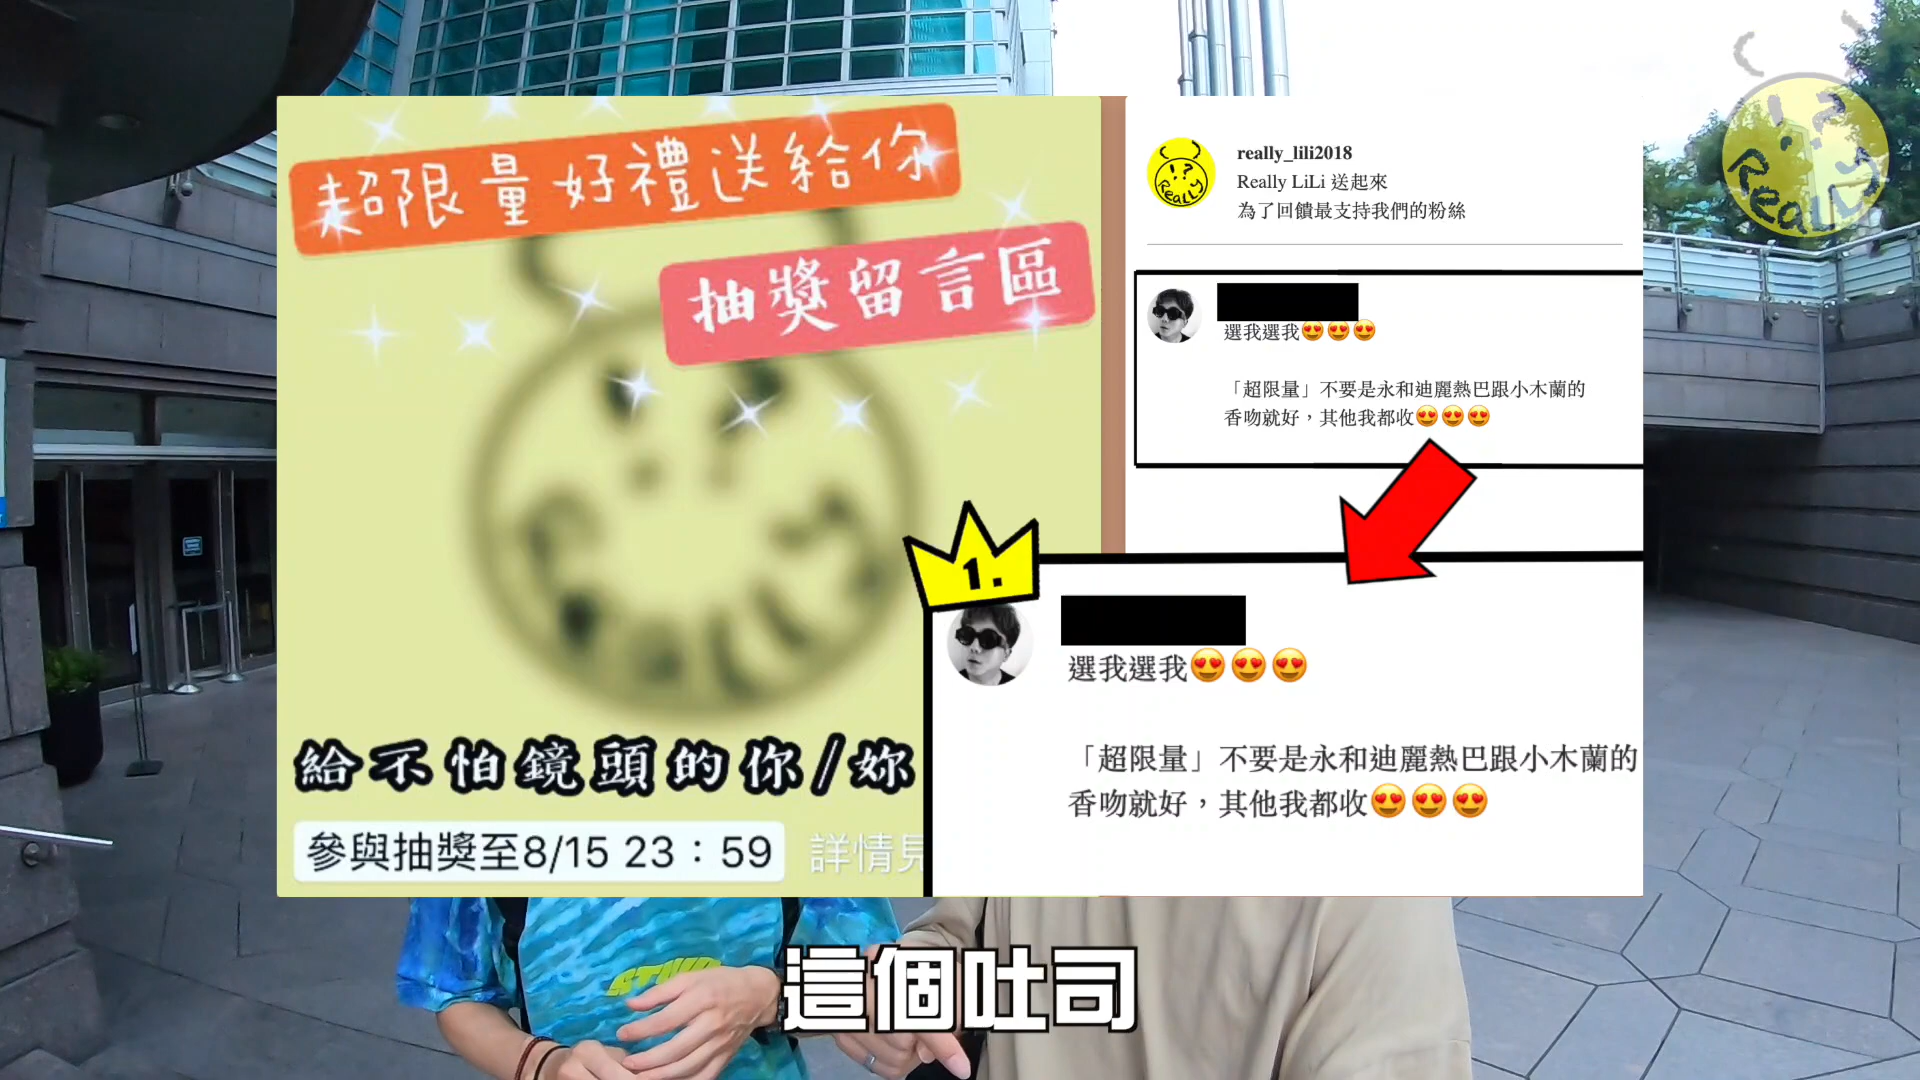 超限量好禮送給你
抽獎留言區
給不怕鏡頭的你/妳
參與抽獎至8/15 23：59
詳情見
really_lili2018
Really LiLi 送起來
為了回饋最支持我們的粉絲
!?
Really
選我選我😍😍😍
「超限量」不要是永和迪麗熱巴跟小木蘭的
香吻就好，其他我都收😍😍😍
1.
選我選我😍😍😍
「超限量」不要是永和迪麗熱巴跟小木蘭的
香吻就好，其他我都收😍😍😍
!?
Really
這個吐司